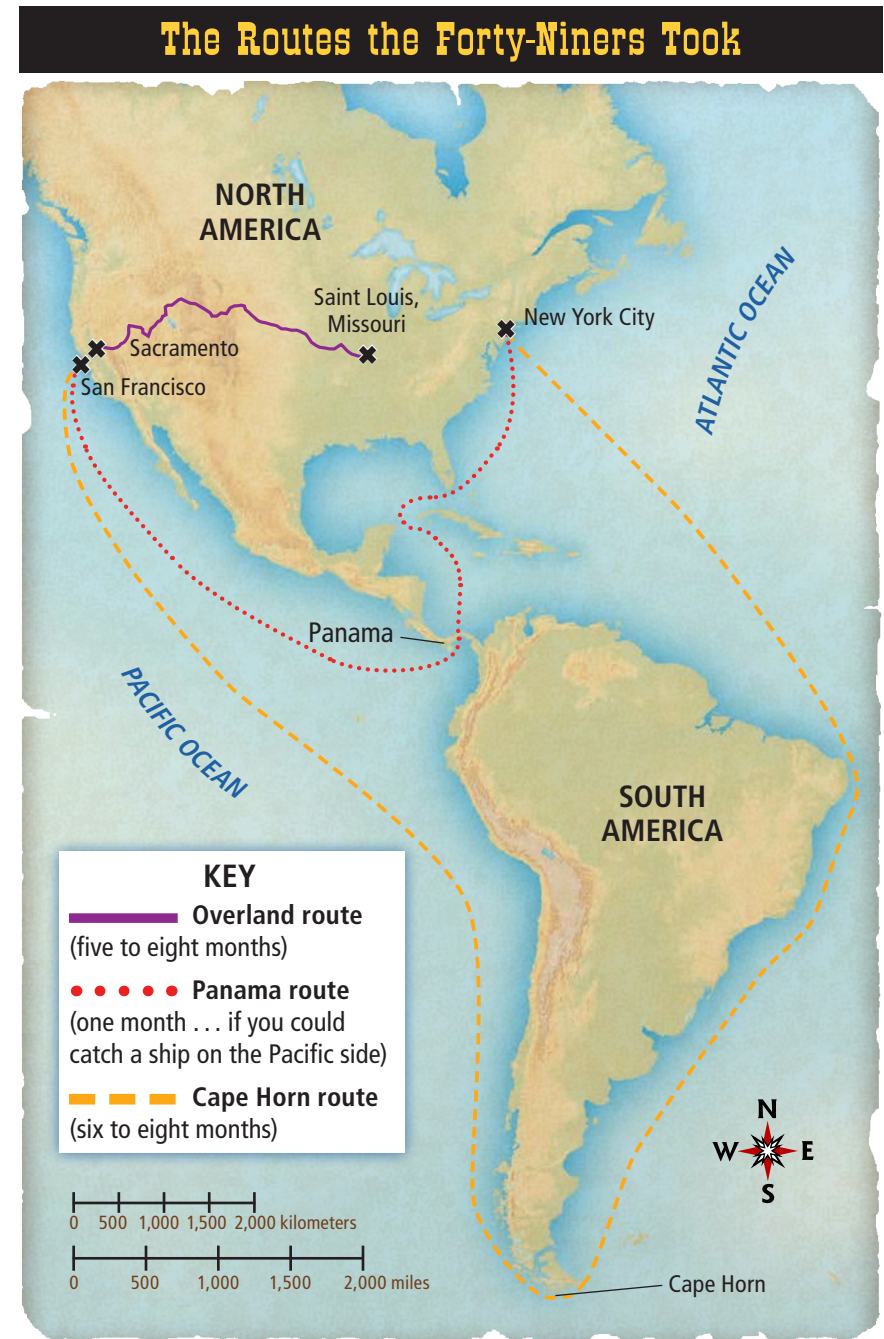 The Routes the Forty-Niners Took
NORTH
AMERICA
Saint Louis,
Missouri
New York City
ATLANTIC OCEAN
Sacramento
San Francisco
Panama
PACIFIC OCEAN
SOUTH
AMERICA
KEY
Overland route
(five to eight months)
Panama route
(one month . . . if you could
catch a ship on the Pacific side)
Cape Horn route
(six to eight months)
N
W E
S
0 500 1,000 1,500 2,000 kilometers
0 500 1,000 1,500 2,000 miles
Cape Horn